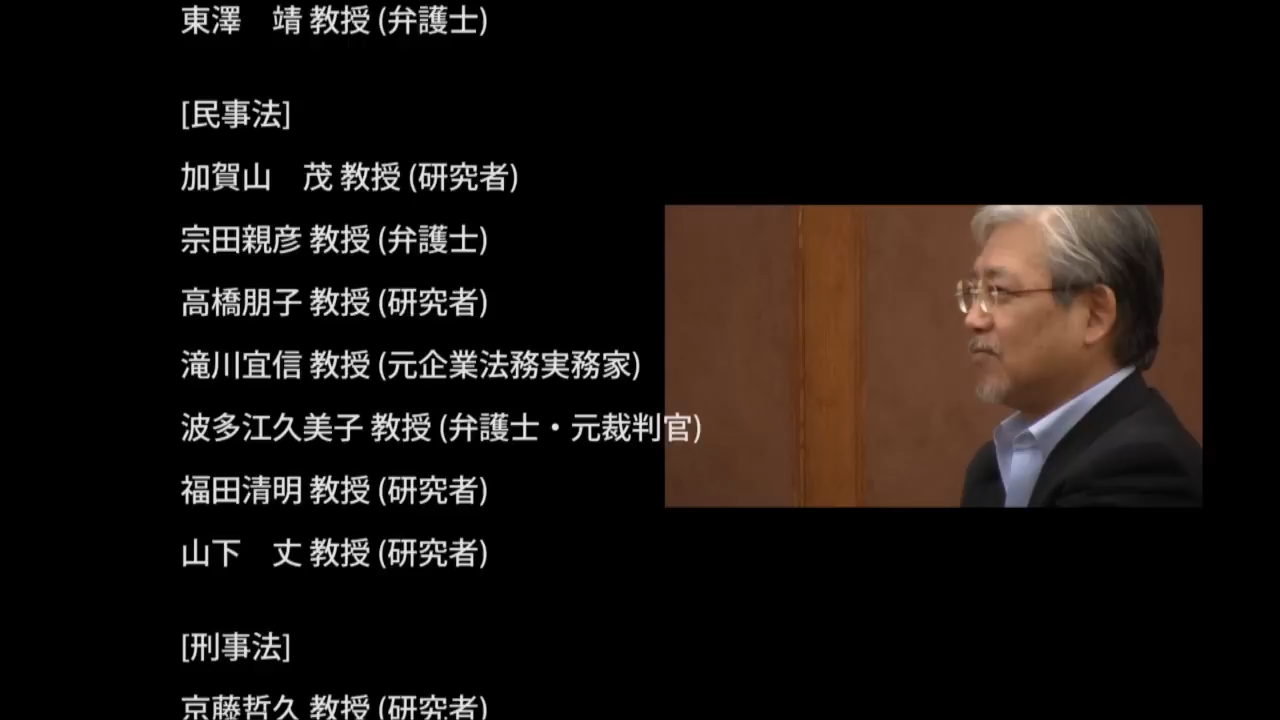 東澤　靖 教授 (弁護士)
[民事法]
加賀山　茂 教授 (研究者)
宗田親彦 教授 (弁護士)
高橋朋子 教授 (研究者)
滝川宜信 教授 (元企業法務実務家)
波多江久美子 教授 (弁護士・元裁判官)
福田清明 教授 (研究者)
山下　丈 教授 (研究者)
[刑事法]
京藤哲久 教授 (研究者)